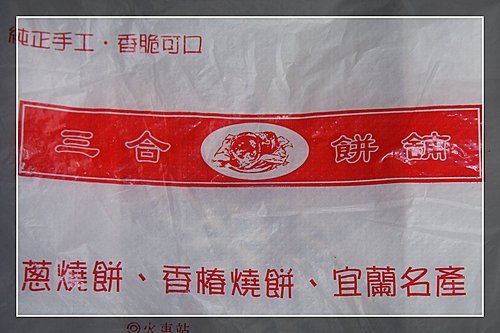 純正手工·香脆可口
三合 餅舖
蔥燒餅、香椿燒餅、宜蘭名產
◎火車站